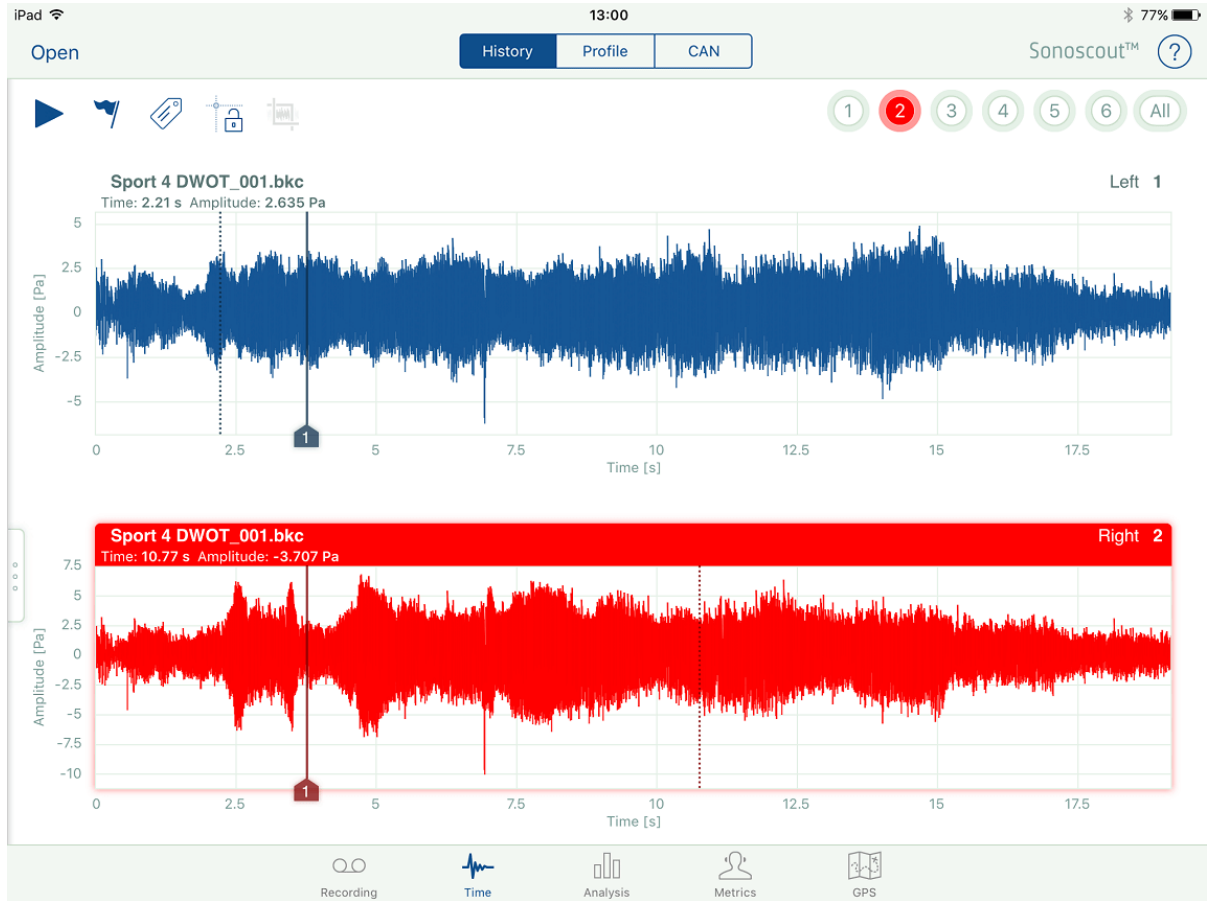 iPad 13:00 77%
Open History Profile CAN Sonoscout™ ?
1 2 3 4 5 6 All
Sport 4 DWOT_001.bkc Left 1
Time: 2.21 s Amplitude: 2.635 Pa
5
2.5
0
-2.5
-5
Amplitude [Pa]
1
0 2.5 5 7.5 10 12.5 15 17.5
Time [s]
Sport 4 DWOT_001.bkc Right 2
Time: 10.77 s Amplitude: -3.707 Pa
7.5
5
2.5
0
-2.5
-5
-7.5
-10
Amplitude [Pa]
1
0 2.5 5 7.5 10 12.5 15 17.5
Time [s]
Recording Time Analysis Metrics GPS